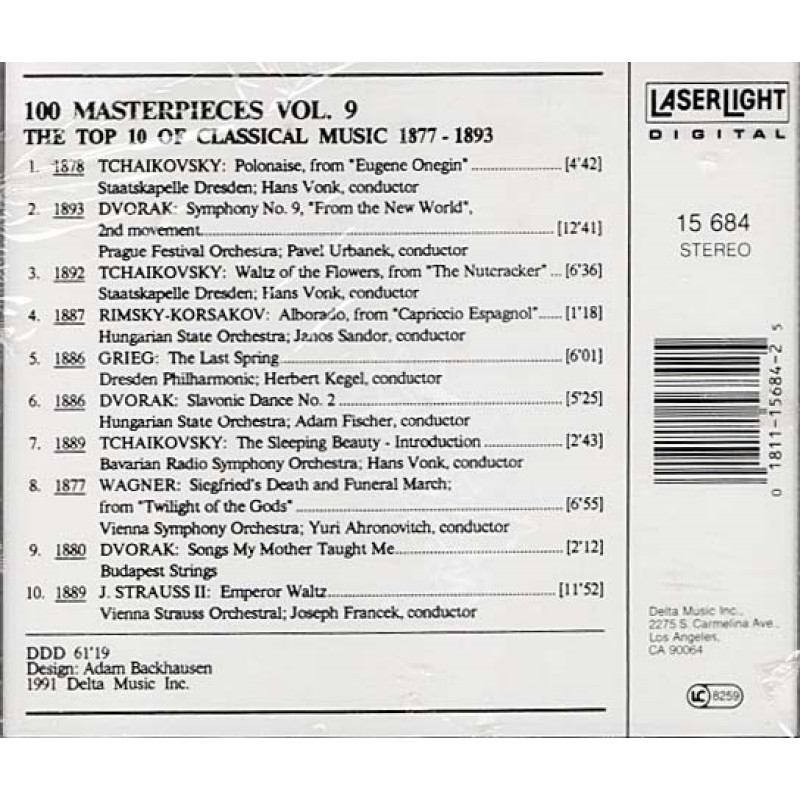 100 MASTERPIECES VOL. 9
THE TOP 10 OF CLASSICAL MUSIC 1877 - 1893
1. 1878 TCHAIKOVSKY: Polonaise, from "Eugene Onegin" [4'42]
Staatskapelle Dresden; Hans Vonk, conductor
2. 1893 DVORAK: Symphony No. 9, "From the New World",
2nd movement [12'41]
Prague Festival Orchestra; Pavel Urbanek, conductor
3. 1892 TCHAIKOVSKY: Waltz of the Flowers, from "The Nutcracker" ... [6'36]
Staatskapelle Dresden; Hans Vonk, conductor
4. 1887 RIMSKY-KORSAKOV: Alborado, from "Capriccio Espagnol" [1'18]
Hungarian State Orchestra; Janos Sandor, conductor
5. 1886 GRIEG: The Last Spring [6'01]
Dresden Philharmonic; Herbert Kegel, conductor
6. 1886 DVORAK: Slavonic Dance No. 2 [5'25]
Hungarian State Orchestra; Adam Fischer, conductor
7. 1889 TCHAIKOVSKY: The Sleeping Beauty - Introduction [2'43]
Bavarian Radio Symphony Orchestra; Hans Vonk, conductor
8. 1877 WAGNER: Siegfried's Death and Funeral March;
from "Twilight of the Gods" [6'55]
Vienna Symphony Orchestra; Yuri Ahronovitch, conductor
9. 1880 DVORAK: Songs My Mother Taught Me [2'12]
Budapest Strings
10. 1889 J. STRAUSS II: Emperor Waltz [11'52]
Vienna Strauss Orchestral; Joseph Francek, conductor
DDD 61'19
Design: Adam Backhausen
1991 Delta Music Inc.
LASERLIGHT
DIGITAL
15 684
STEREO
0 18111-15684-2 5
Delta Music Inc.,
2275 S. Carmelina Ave.,
Los Angeles,
CA 90064
LC 8259